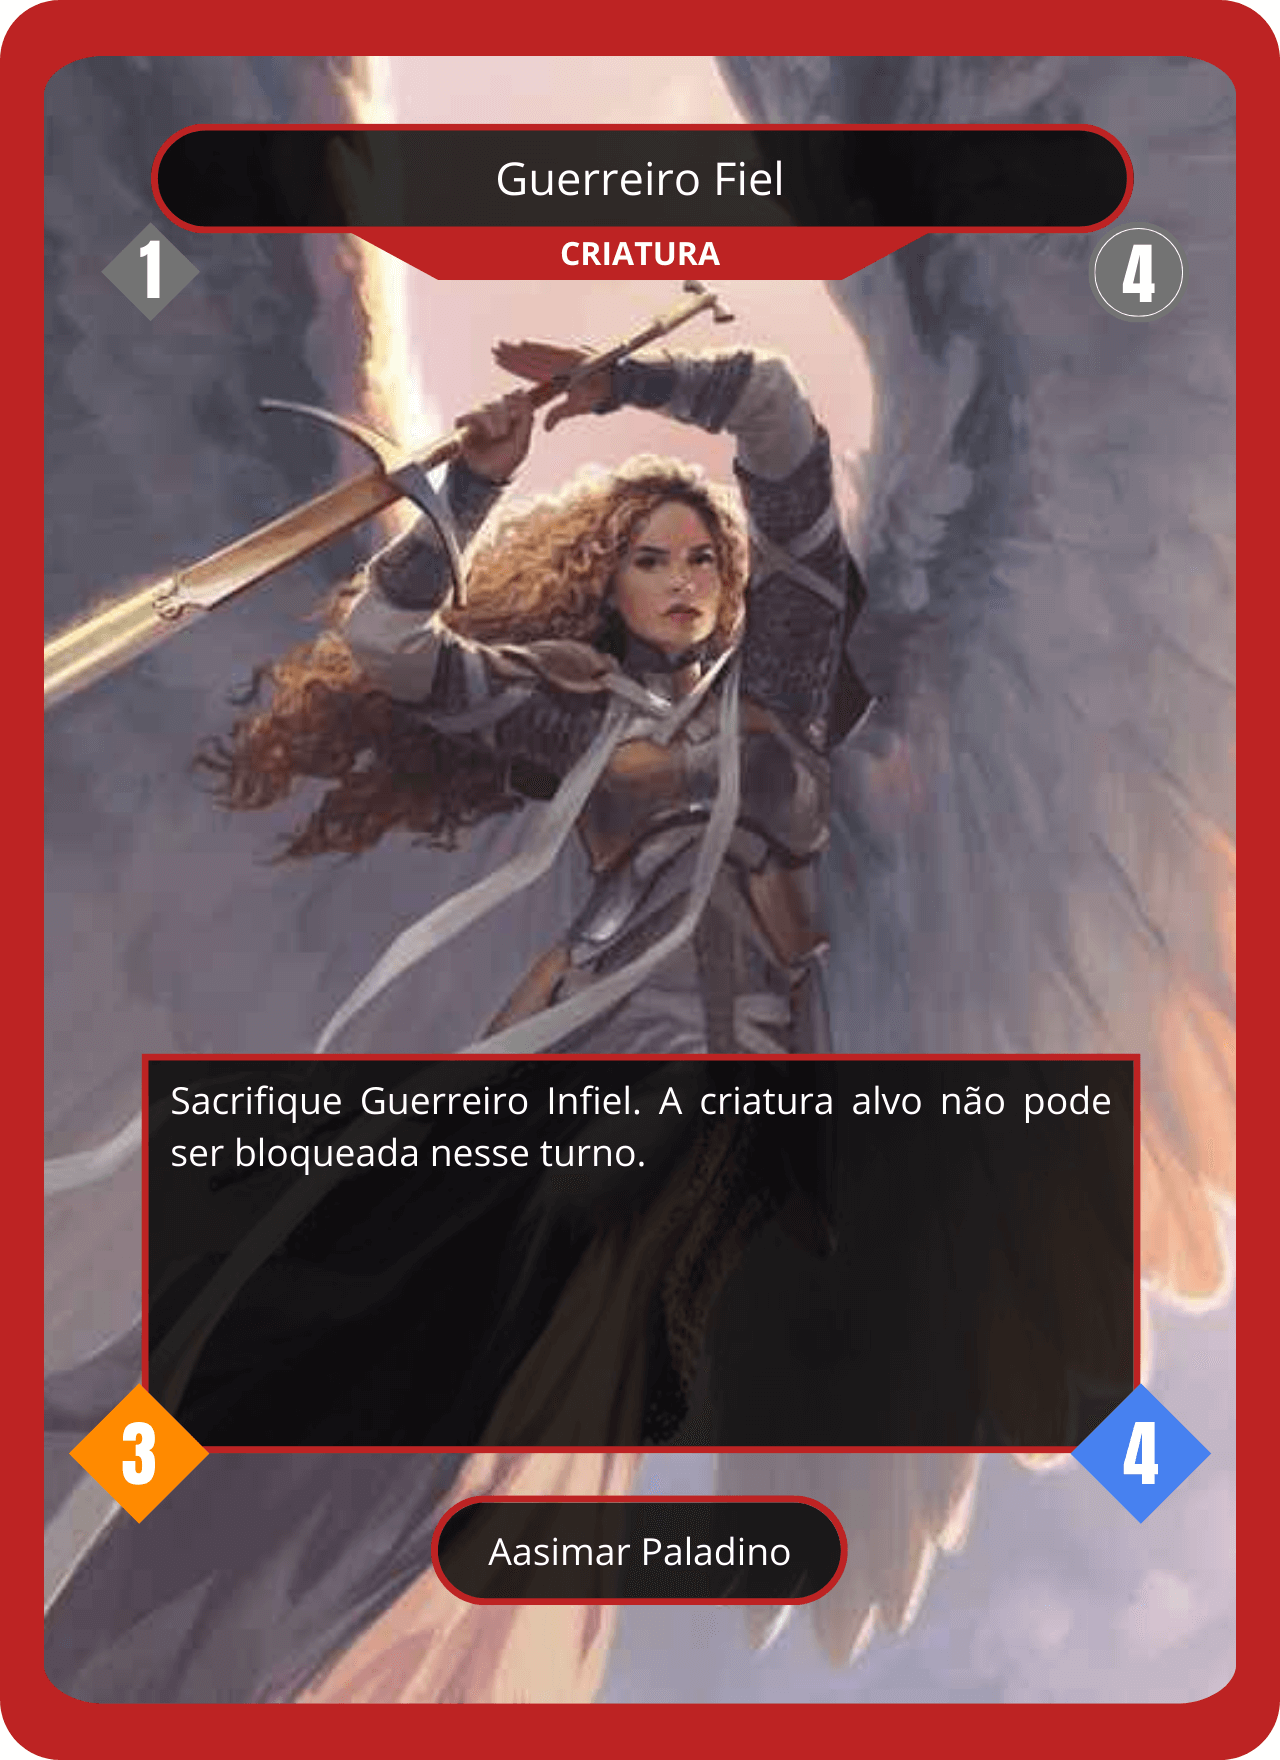 Guerreiro Fiel
CRIATURA
1
4
Sacrifique Guerreiro Infiel. A criatura alvo não pode
ser bloqueada nesse turno.
3
4
Aasimar Paladino